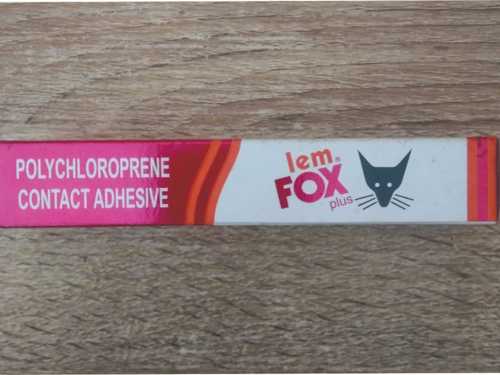 POLYCHLOROPRENE
CONTACT ADHESIVE
lem
FOX®
plus